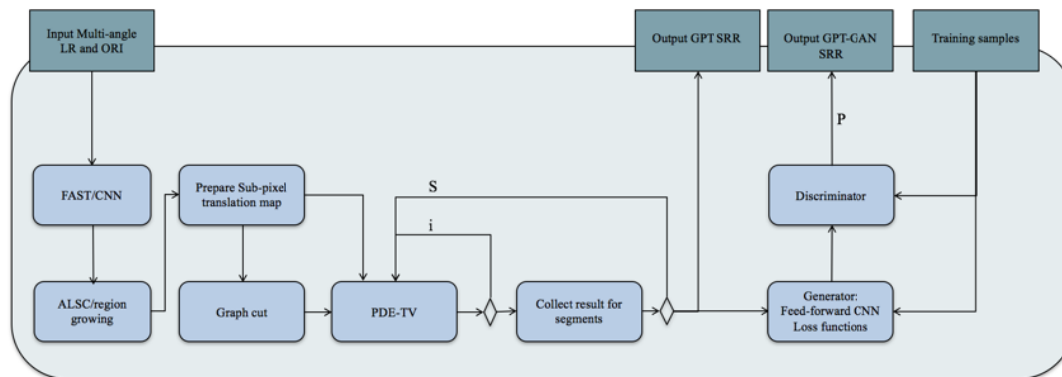 Input Multi-angle
LR and ORI
Output GPT SRR
Output GPT-GAN
SRR
Training samples
P
FAST/CNN
Prepare Sub-pixel
translation map
S
Discriminator
i
ALSC/region
growing
Graph cut
PDE-TV
Collect result for
segments
Generator:
Feed-forward CNN
Loss functions